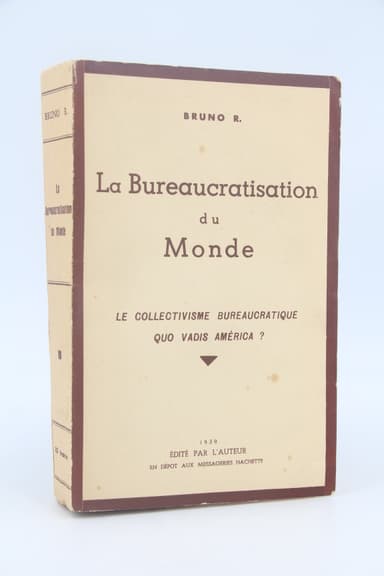 BRUNO R.
La Bureaucratisation
du
Monde
LE COLLECTIVISME BUREAUCRATIQUE
QUO VADIS AMÉRICA ?
1939
ÉDITÉ PAR L'AUTEUR
EN DÉPOT AUX MESSAGERIES HACHETTE
BRUNO R.
La
Bureaucratisation
du Monde